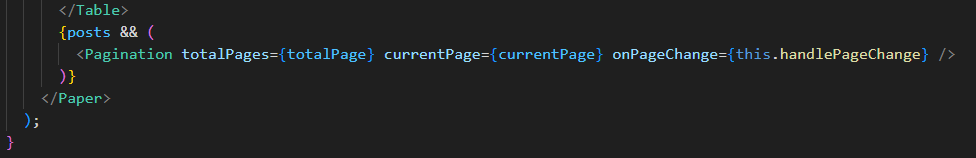 </Table>
{posts && (
<Pagination totalPages={totalPage} currentPage={currentPage} onPageChange={this.handlePageChange} />
)}
</Paper>
);
}